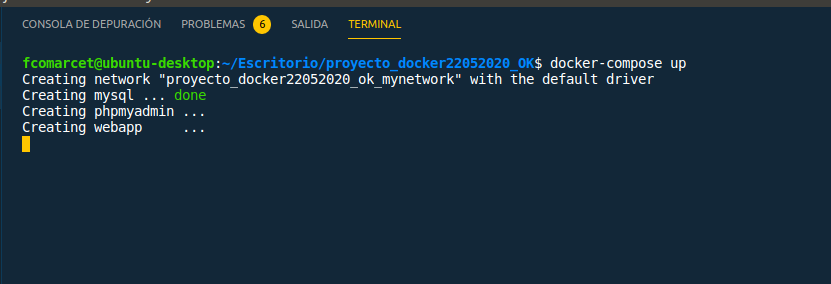 CONSOLA DE DEPURACIÓN PROBLEMAS 6 SALIDA TERMINAL
fcomarcet@ubuntu-desktop:~/Escritorio/proyecto_docker22052020_OK$ docker-compose up
Creating network "proyecto_docker22052020_ok_mynetwork" with the default driver
Creating mysql ... done
Creating phpmyadmin ...
Creating webapp     ...